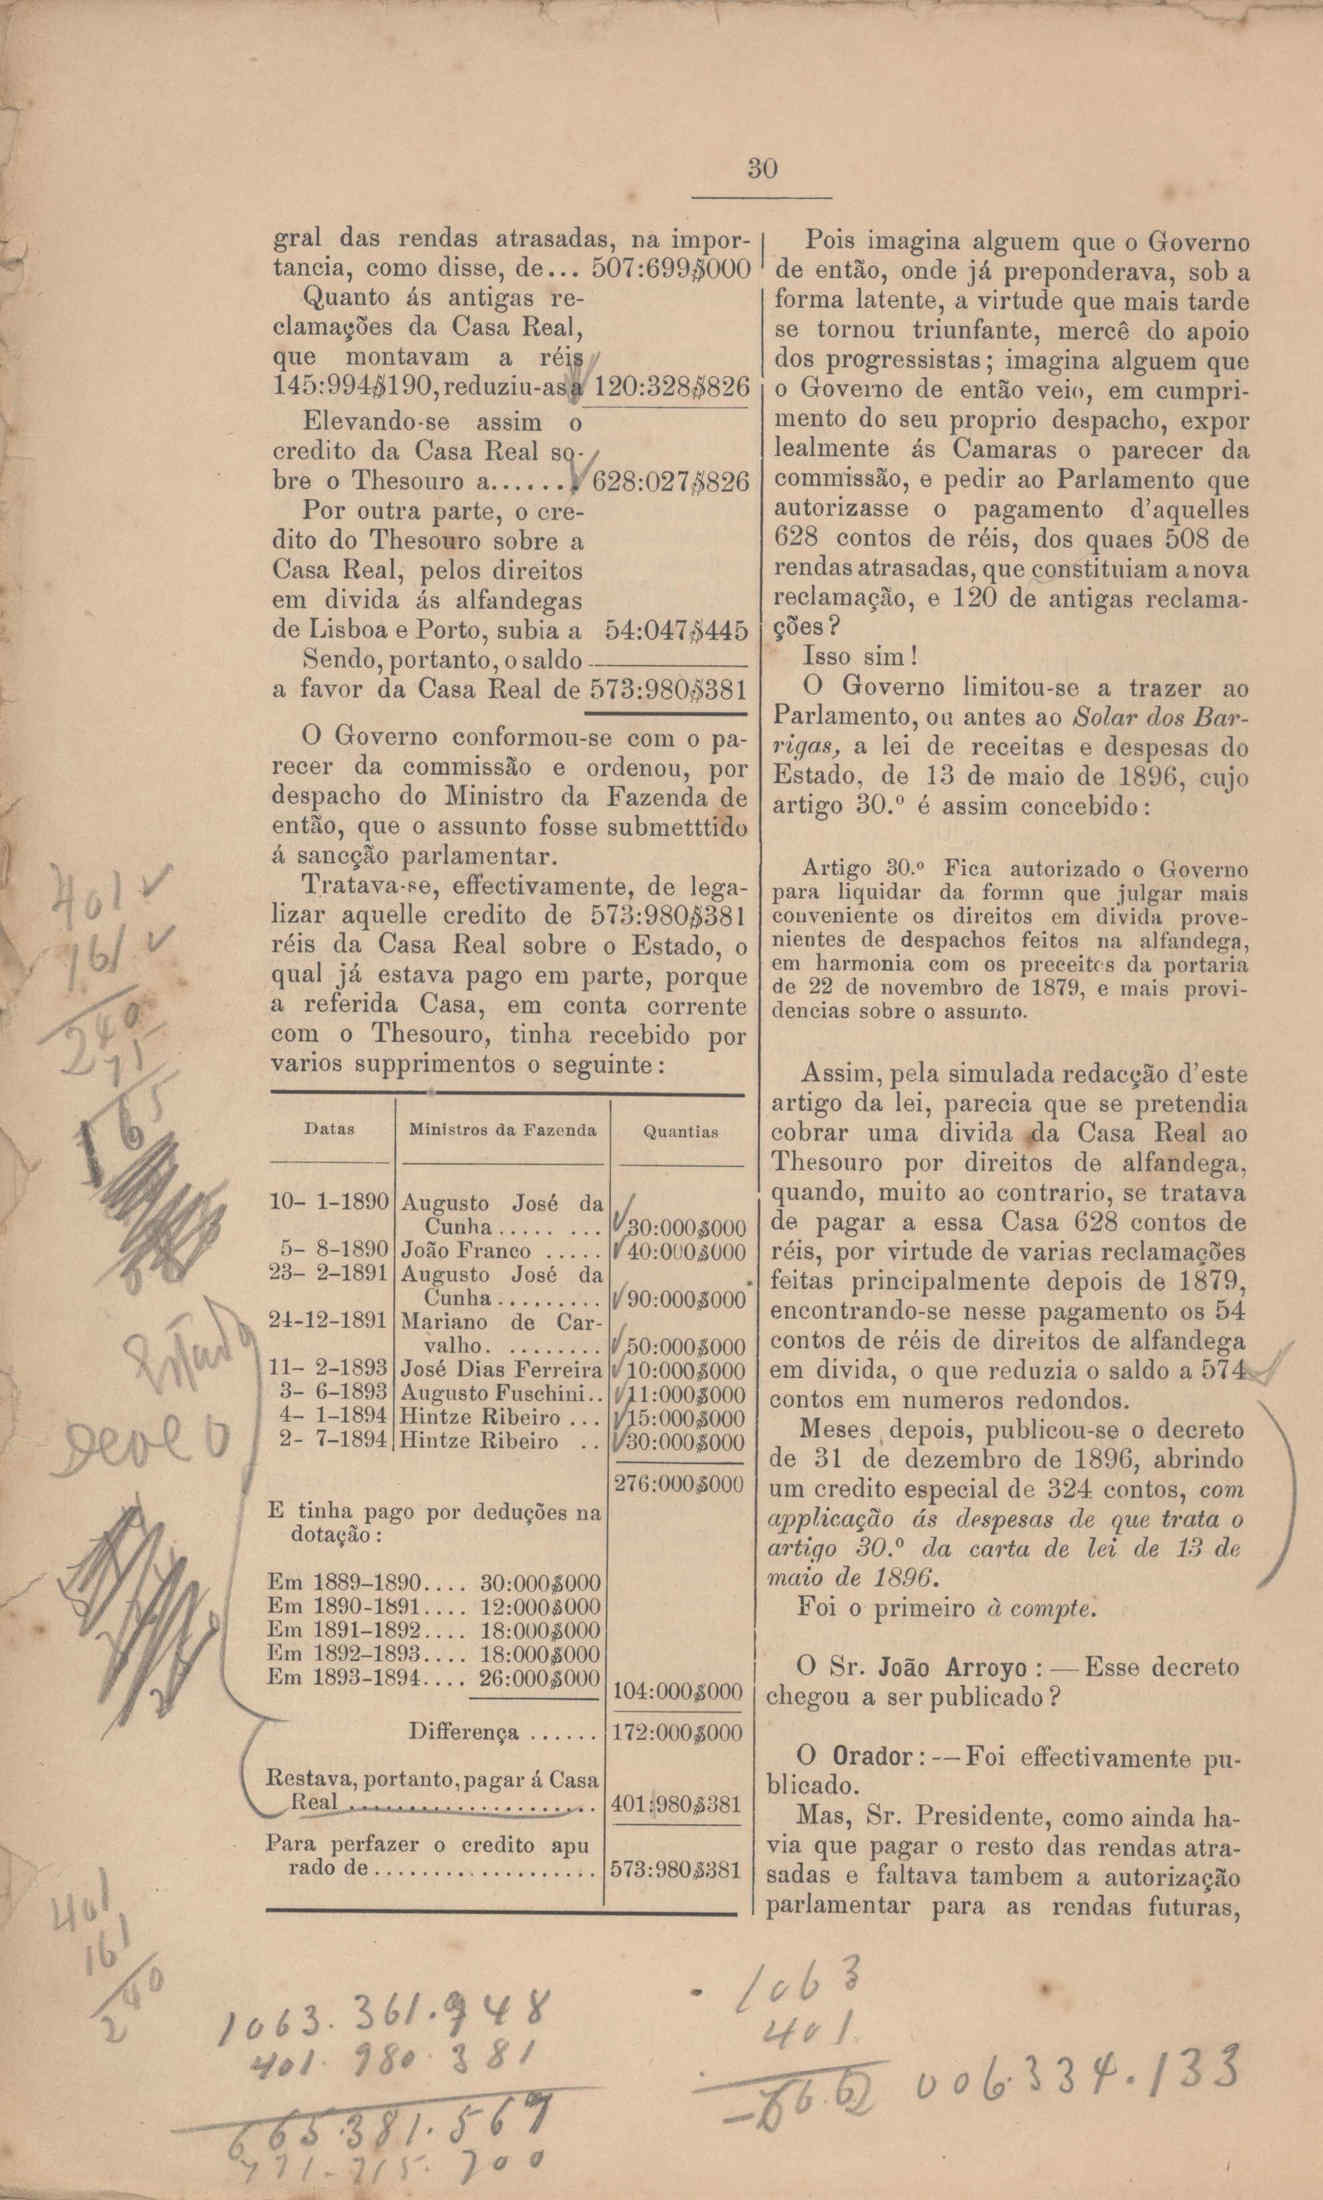 30
gral das rendas atrasadas, na impor-
tancia, como disse, de... 507:699$000
Quanto ás antigas re-
clamações da Casa Real,
que montavam a réis
145:994$190, reduziu-as a 120:328$826
Elevando-se assim o
credito da Casa Real so-
bre o Thesouro a...... 628:027$826
Por outra parte, o cre-
dito do Thesouro sobre a
Casa Real, pelos direitos
em divida ás alfandegas
de Lisboa e Porto, subia a 54:047$445
Sendo, portanto, o saldo
a favor da Casa Real de 573:980$381
O Governo conformou-se com o pa-
recer da commissão e ordenou, por
despacho do Ministro da Fazenda de
então, que o assunto fosse submetttido
á sancção parlamentar.
Tratava-se, effectivamente, de lega-
lizar aquelle credito de 573:980$381
réis da Casa Real sobre o Estado, o
qual já estava pago em parte, porque
a referida Casa, em conta corrente
com o Thesouro, tinha recebido por
varios supprimentos o seguinte:
Datas Ministros da Fazenda Quantias
10- 1-1890 Augusto José da
Cunha..... ... 30:000$000
5- 8-1890 João Franco ..... 40:000$000
23- 2-1891 Augusto José da
Cunha......... 90:000$000
24-12-1891 Mariano de Car-
valho. ........ 50:000$000
11- 2-1893 José Dias Ferreira 10:000$000
3- 6-1893 Augusto Fuschini.. 11:000$000
4- 1-1894 Hintze Ribeiro ... 15:000$000
2- 7-1894 Hintze Ribeiro .. 30:000$000
276:000$000
E tinha pago por deduções na
dotação:
Em 1889-1890.... 30:000$000
Em 1890-1891.... 12:000$000
Em 1891-1892.... 18:000$000
Em 1892-1893.... 18:000$000
Em 1893-1894.... 26:000$000
104:000$000
Differença ...... 172:000$000
Restava, portanto, pagar á Casa
Real ..................... 401:980$381
Para perfazer o credito apu
rado de................... 573:980$381
Pois imagina alguem que o Governo
de então, onde já preponderava, sob a
forma latente, a virtude que mais tarde
se tornou triunfante, mercê do apoio
dos progressistas; imagina alguem que
o Governo de então veio, em cumpri-
mento do seu proprio despacho, expor
lealmente ás Camaras o parecer da
commissão, e pedir ao Parlamento que
autorizasse o pagamento d'aquelles
628 contos de réis, dos quaes 508 de
rendas atrasadas, que constituiam a nova
reclamação, e 120 de antigas reclama-
ções?
Isso sim!
O Governo limitou-se a trazer ao
Parlamento, ou antes ao Solar dos Bar-
rigas, a lei de receitas e despesas do
Estado, de 13 de maio de 1896, cujo
artigo 30.º é assim concebido:
Artigo 30.º Fica autorizado o Governo
para liquidar da formn que julgar mais
conveniente os direitos em divida prove-
nientes de despachos feitos na alfandega,
em harmonia com os preceitos da portaria
de 22 de novembro de 1879, e mais provi-
dencias sobre o assunto.
Assim, pela simulada redacção d'este
artigo da lei, parecia que se pretendia
cobrar uma divida da Casa Real ao
Thesouro por direitos de alfandega,
quando, muito ao contrario, se tratava
de pagar a essa Casa 628 contos de
réis, por virtude de varias reclamações
feitas principalmente depois de 1879,
encontrando-se nesse pagamento os 54
contos de réis de direitos de alfandega
em divida, o que reduzia o saldo a 574
contos em numeros redondos.
Meses depois, publicou-se o decreto
de 31 de dezembro de 1896, abrindo
um credito especial de 324 contos, com
applicação ás despesas de que trata o
artigo 30.º da carta de lei de 13 de
maio de 1896.
Foi o primeiro à compte.
O Sr. João Arroyo: — Esse decreto
chegou a ser publicado?
O Orador: — Foi effectivamente pu-
blicado.
Mas, Sr. Presidente, como ainda ha-
via que pagar o resto das rendas atra-
sadas e faltava tambem a autorização
parlamentar para as rendas futuras,
401
161
240
75
165
Estado
Deve
401
161
240
1063.361.948
401.980.381
665.381.567
1063
401
662 006.334.133